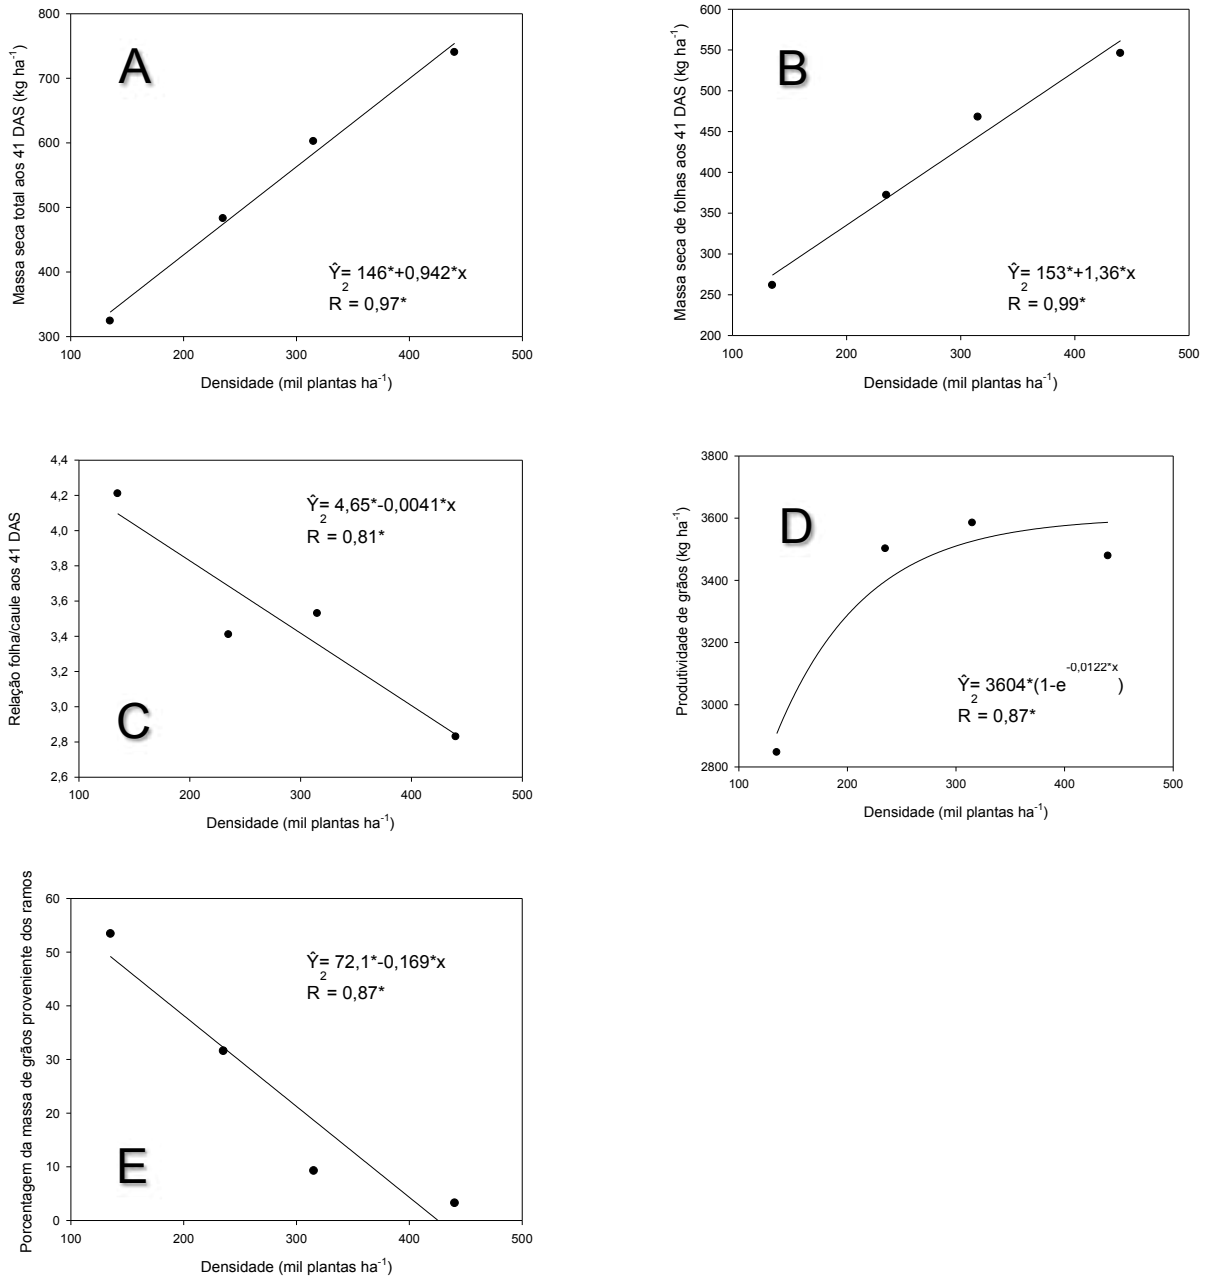 A
Massa seca total aos 41 DAS (kg ha⁻¹)
800
700
600
500
400
300
Ŷ= 146*+0,942*x
R² = 0,97*
100 200 300 400 500
Densidade (mil plantas ha⁻¹)
B
Massa seca de folhas aos 41 DAS (kg ha⁻¹)
600
550
500
450
400
350
300
250
200
Ŷ= 153*+1,36*x
R² = 0,99*
100 200 300 400 500
Densidade (mil plantas ha⁻¹)
C
Relação folha/caule aos 41 DAS
4,4
4,2
4,0
3,8
3,6
3,4
3,2
3,0
2,8
2,6
Ŷ= 4,65*-0,0041*x
R² = 0,81*
100 200 300 400 500
Densidade (mil plantas ha⁻¹)
D
Produtividade de grãos (kg ha⁻¹)
3800
3600
3400
3200
3000
2800
Ŷ= 3604*(1-e^-0,0122*x)
R² = 0,87*
100 200 300 400 500
Densidade (mil plantas ha⁻¹)
E
Porcentagem da massa de grãos proveniente dos ramos
60
50
40
30
20
10
0
Ŷ= 72,1*-0,169*x
R² = 0,87*
100 200 300 400 500
Densidade (mil plantas ha⁻¹)